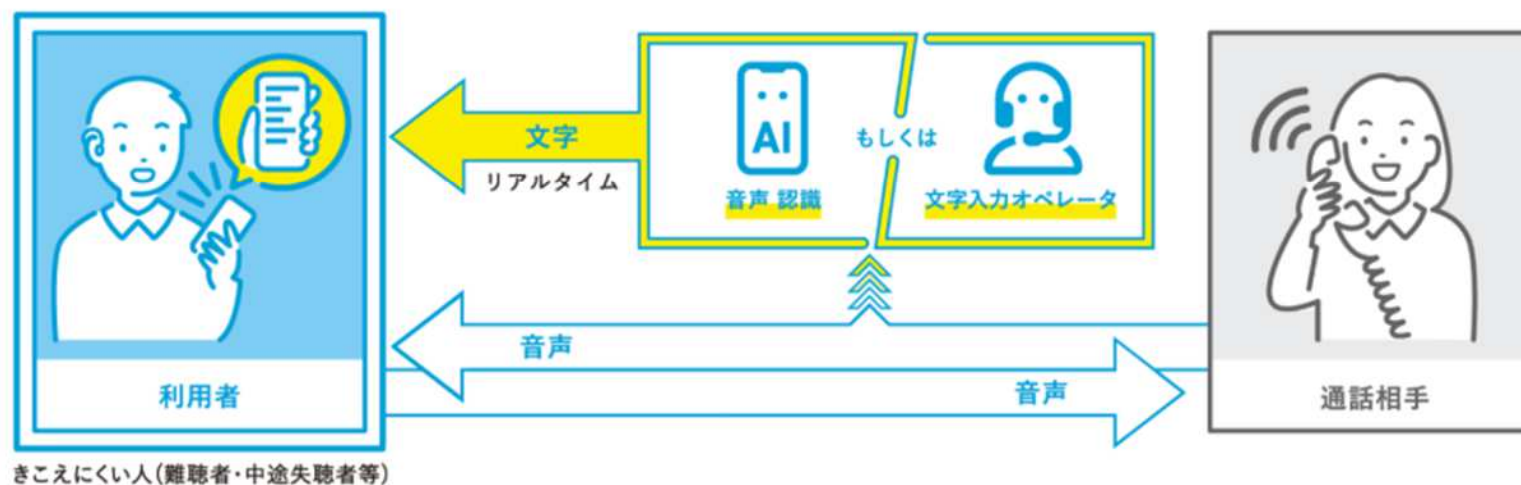 文字
リアルタイム
AI
音声 認識
もしくは
文字入力オペレータ
音声
音声
利用者
通話相手
きこえにくい人(難聴者・中途失聴者等)